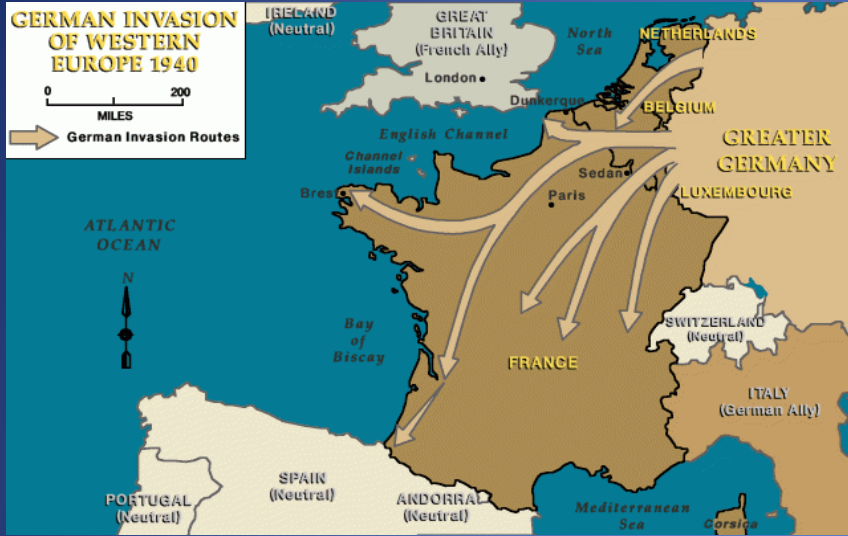 GERMAN INVASION
OF WESTERN
EUROPE 1940
0 200
MILES
German Invasion Routes
IRELAND
(Neutral)
GREAT
BRITAIN
(French Ally)
London
North
Sea
NETHERLANDS
Dunkerque
BELGIUM
English Channel
GREATER
GERMANY
Channel
Islands
Sedan
LUXEMBOURG
Brest
Paris
ATLANTIC
OCEAN
N
Bay
of
Biscay
SWITZERLAND
(Neutral)
FRANCE
ITALY
(German Ally)
SPAIN
(Neutral)
PORTUGAL
(Neutral)
ANDORRA
(Neutral)
Mediterranean
Sea
Corsica